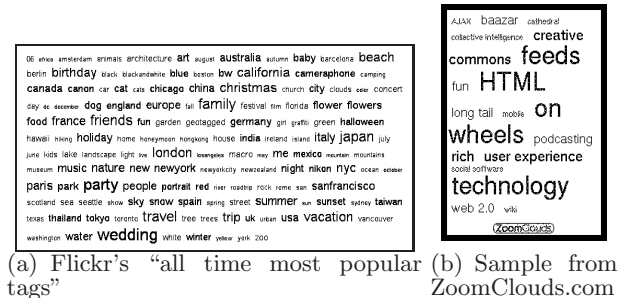 06 africa amsterdam animals architecture art august australia autumn baby barcelona beach
berlin birthday black blackandwhite blue boston bw california cameraphone camping
canada canon car cat cats chicago china christmas church city clouds color concert
day dc december dog england europe fall family festival film florida flower flowers
food france friends fun garden geotagged germany girl graffiti green halloween
hawaii hiking holiday home honeymoon hongkong house india ireland island italy japan july
june kids lake landscape light live london losangeles macro may me mexico mountain mountains
museum music nature new newyork newyorkcity newzealand night nikon nyc ocean october
paris park party people portrait red river roadtrip rock rome san sanfrancisco
scotland sea seattle show sky snow spain spring street summer sun sunset sydney taiwan
texas thailand tokyo toronto travel tree trees trip uk urban usa vacation vancouver
washington water wedding white winter yellow york zoo
(a) Flickr's "all time most popular
tags"
AJAX baazar cathedral
collective intelligence creative
commons feeds
fun HTML
long tail mobile on
wheels podcasting
rich user experience
social software
technology
web 2.0 wiki
ZoomClouds
(b) Sample from
ZoomClouds.com